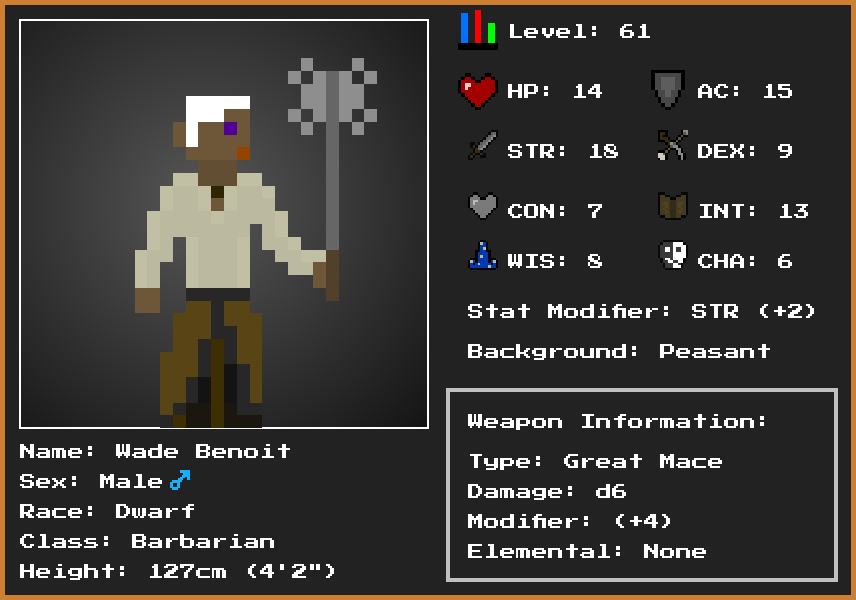 Level: 61
HP: 14 AC: 15
STR: 18 DEX: 9
CON: 7 INT: 13
WIS: 8 CHA: 6
Stat Modifier: STR (+2)
Background: Peasant
Weapon Information:
Type: Great Mace
Damage: d6
Modifier: (+4)
Elemental: None
Name: Wade Benoit
Sex: Male♂
Race: Dwarf
Class: Barbarian
Height: 127cm (4'2")